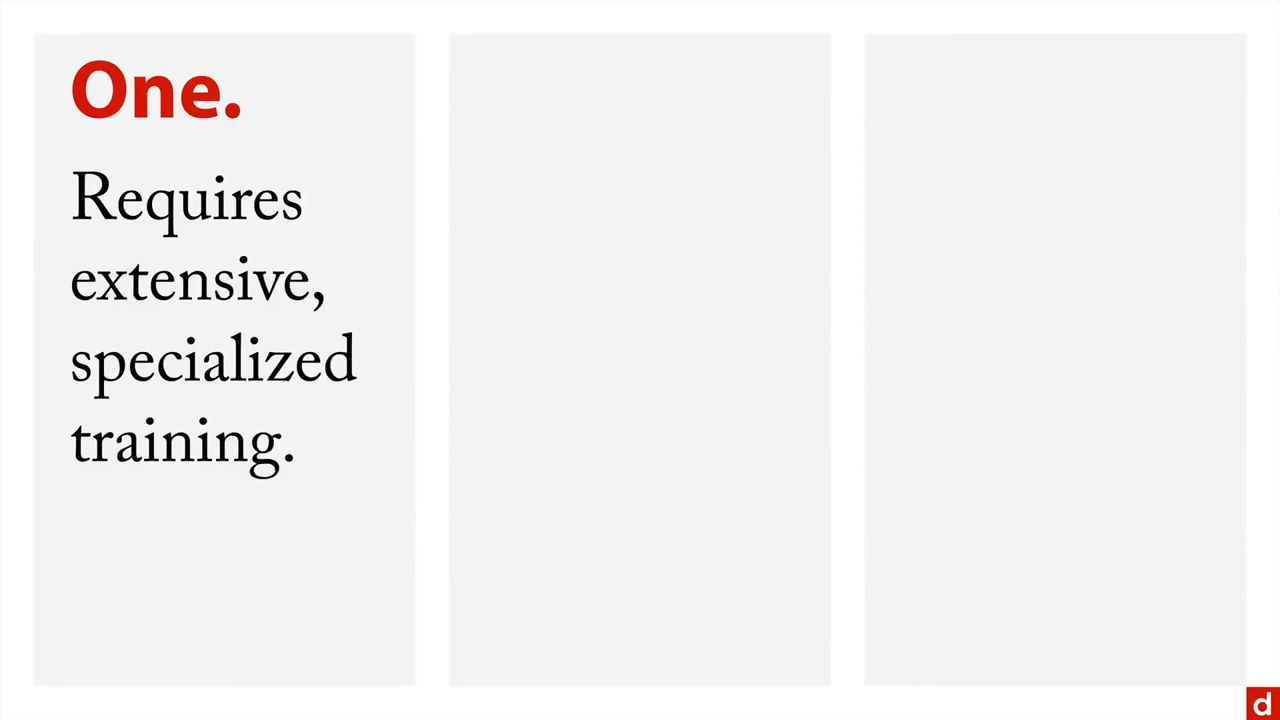 One.
Requires
extensive,
specialized
training.
d